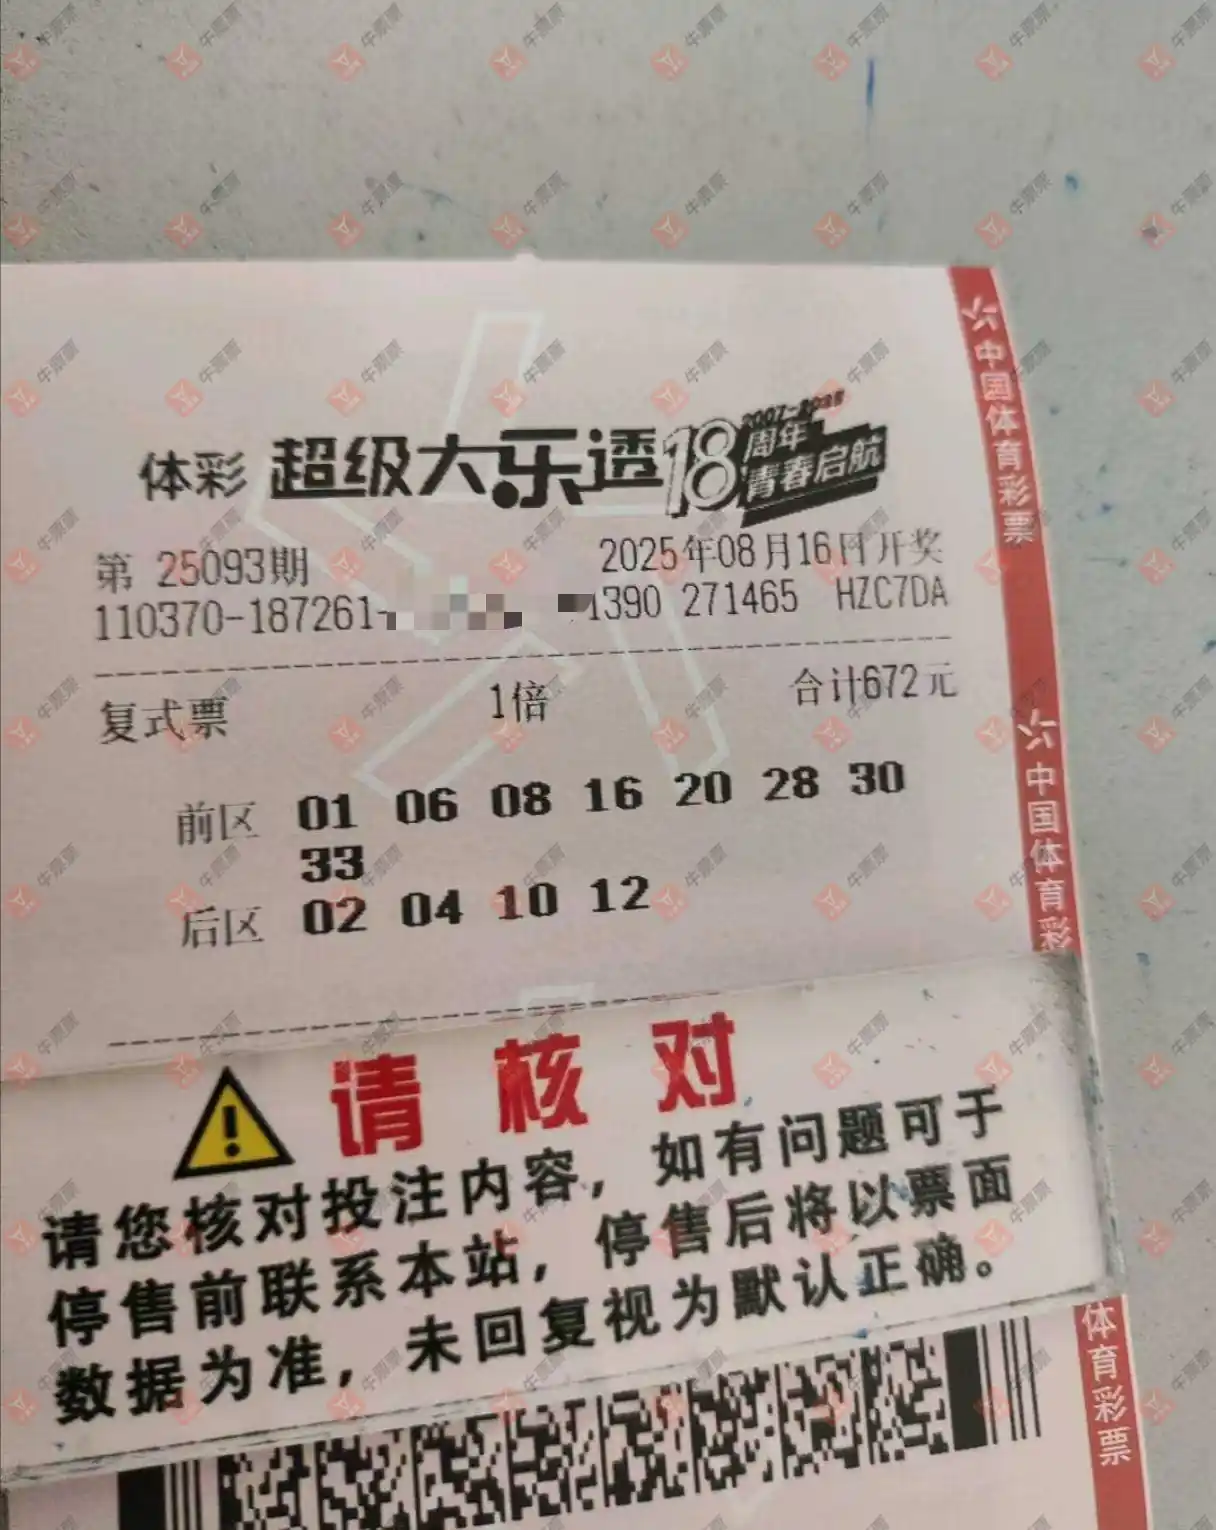 体彩 超级大乐透 18周年 2007-2025 青春启航
第 25093期 2025年08月16日开奖
110370-187261- 1390 271465 HZC7DA
复式票 1倍 合计672元
前区 01 06 08 16 20 28 30
33
后区 02 04 10 12
请核对
请您核对投注内容，如有问题可于
停售前联系本站，停售后将以票面
数据为准，未回复视为默认正确。
中国体育彩票
中国体育彩
体育彩票
牛票票